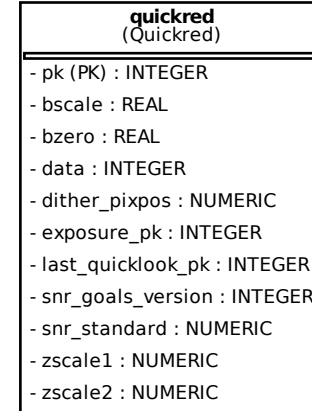 quickred
(Quickred)
- pk (PK) : INTEGER
- bscale : REAL
- bzero : REAL
- data : INTEGER
- dither_pixpos : NUMERIC
- exposure_pk : INTEGER
- last_quicklook_pk : INTEGER
- snr_goals_version : INTEGER
- snr_standard : NUMERIC
- zscale1 : NUMERIC
- zscale2 : NUMERIC